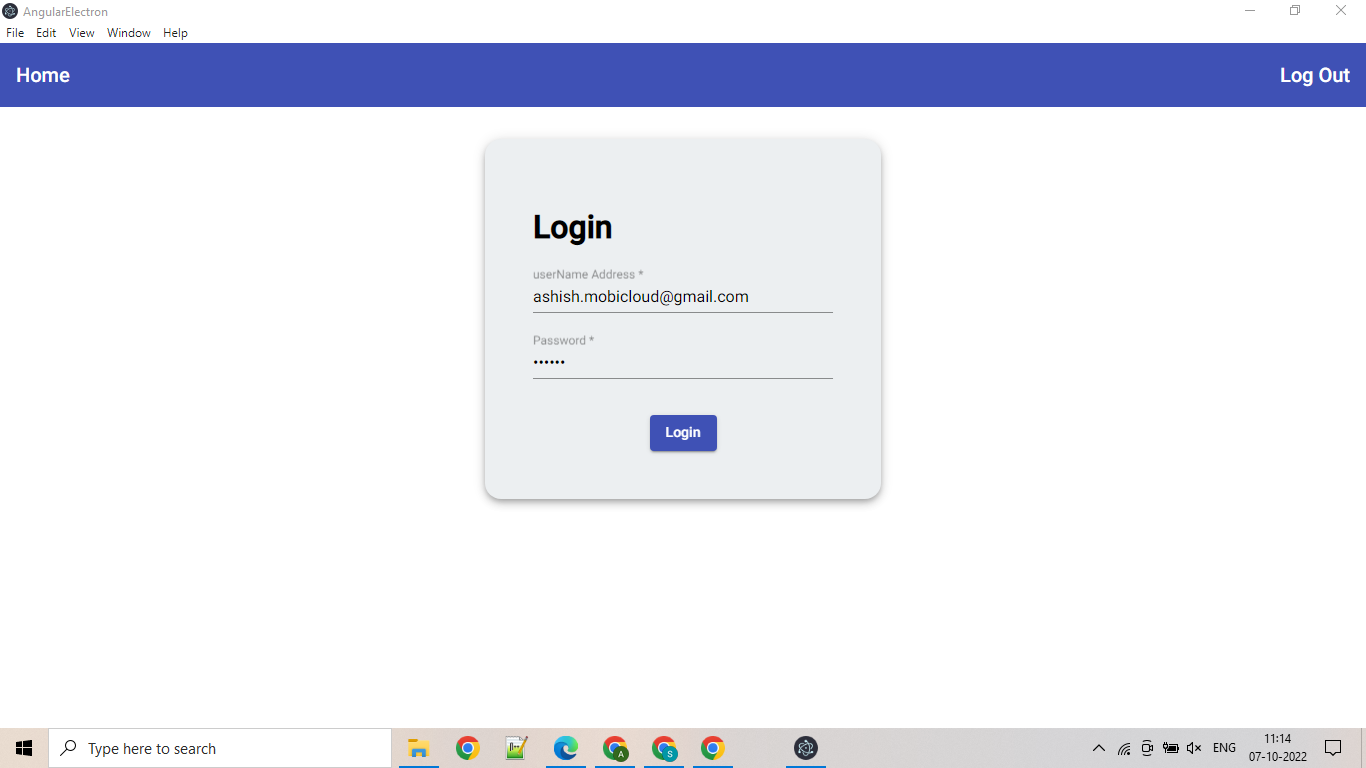 AngularElectron
File Edit View Window Help
Home Log Out
Login
userName Address *
ashish.mobicloud@gmail.com
Password *
••••••
Login
Type here to search
A
S
ENG
11:14
07-10-2022